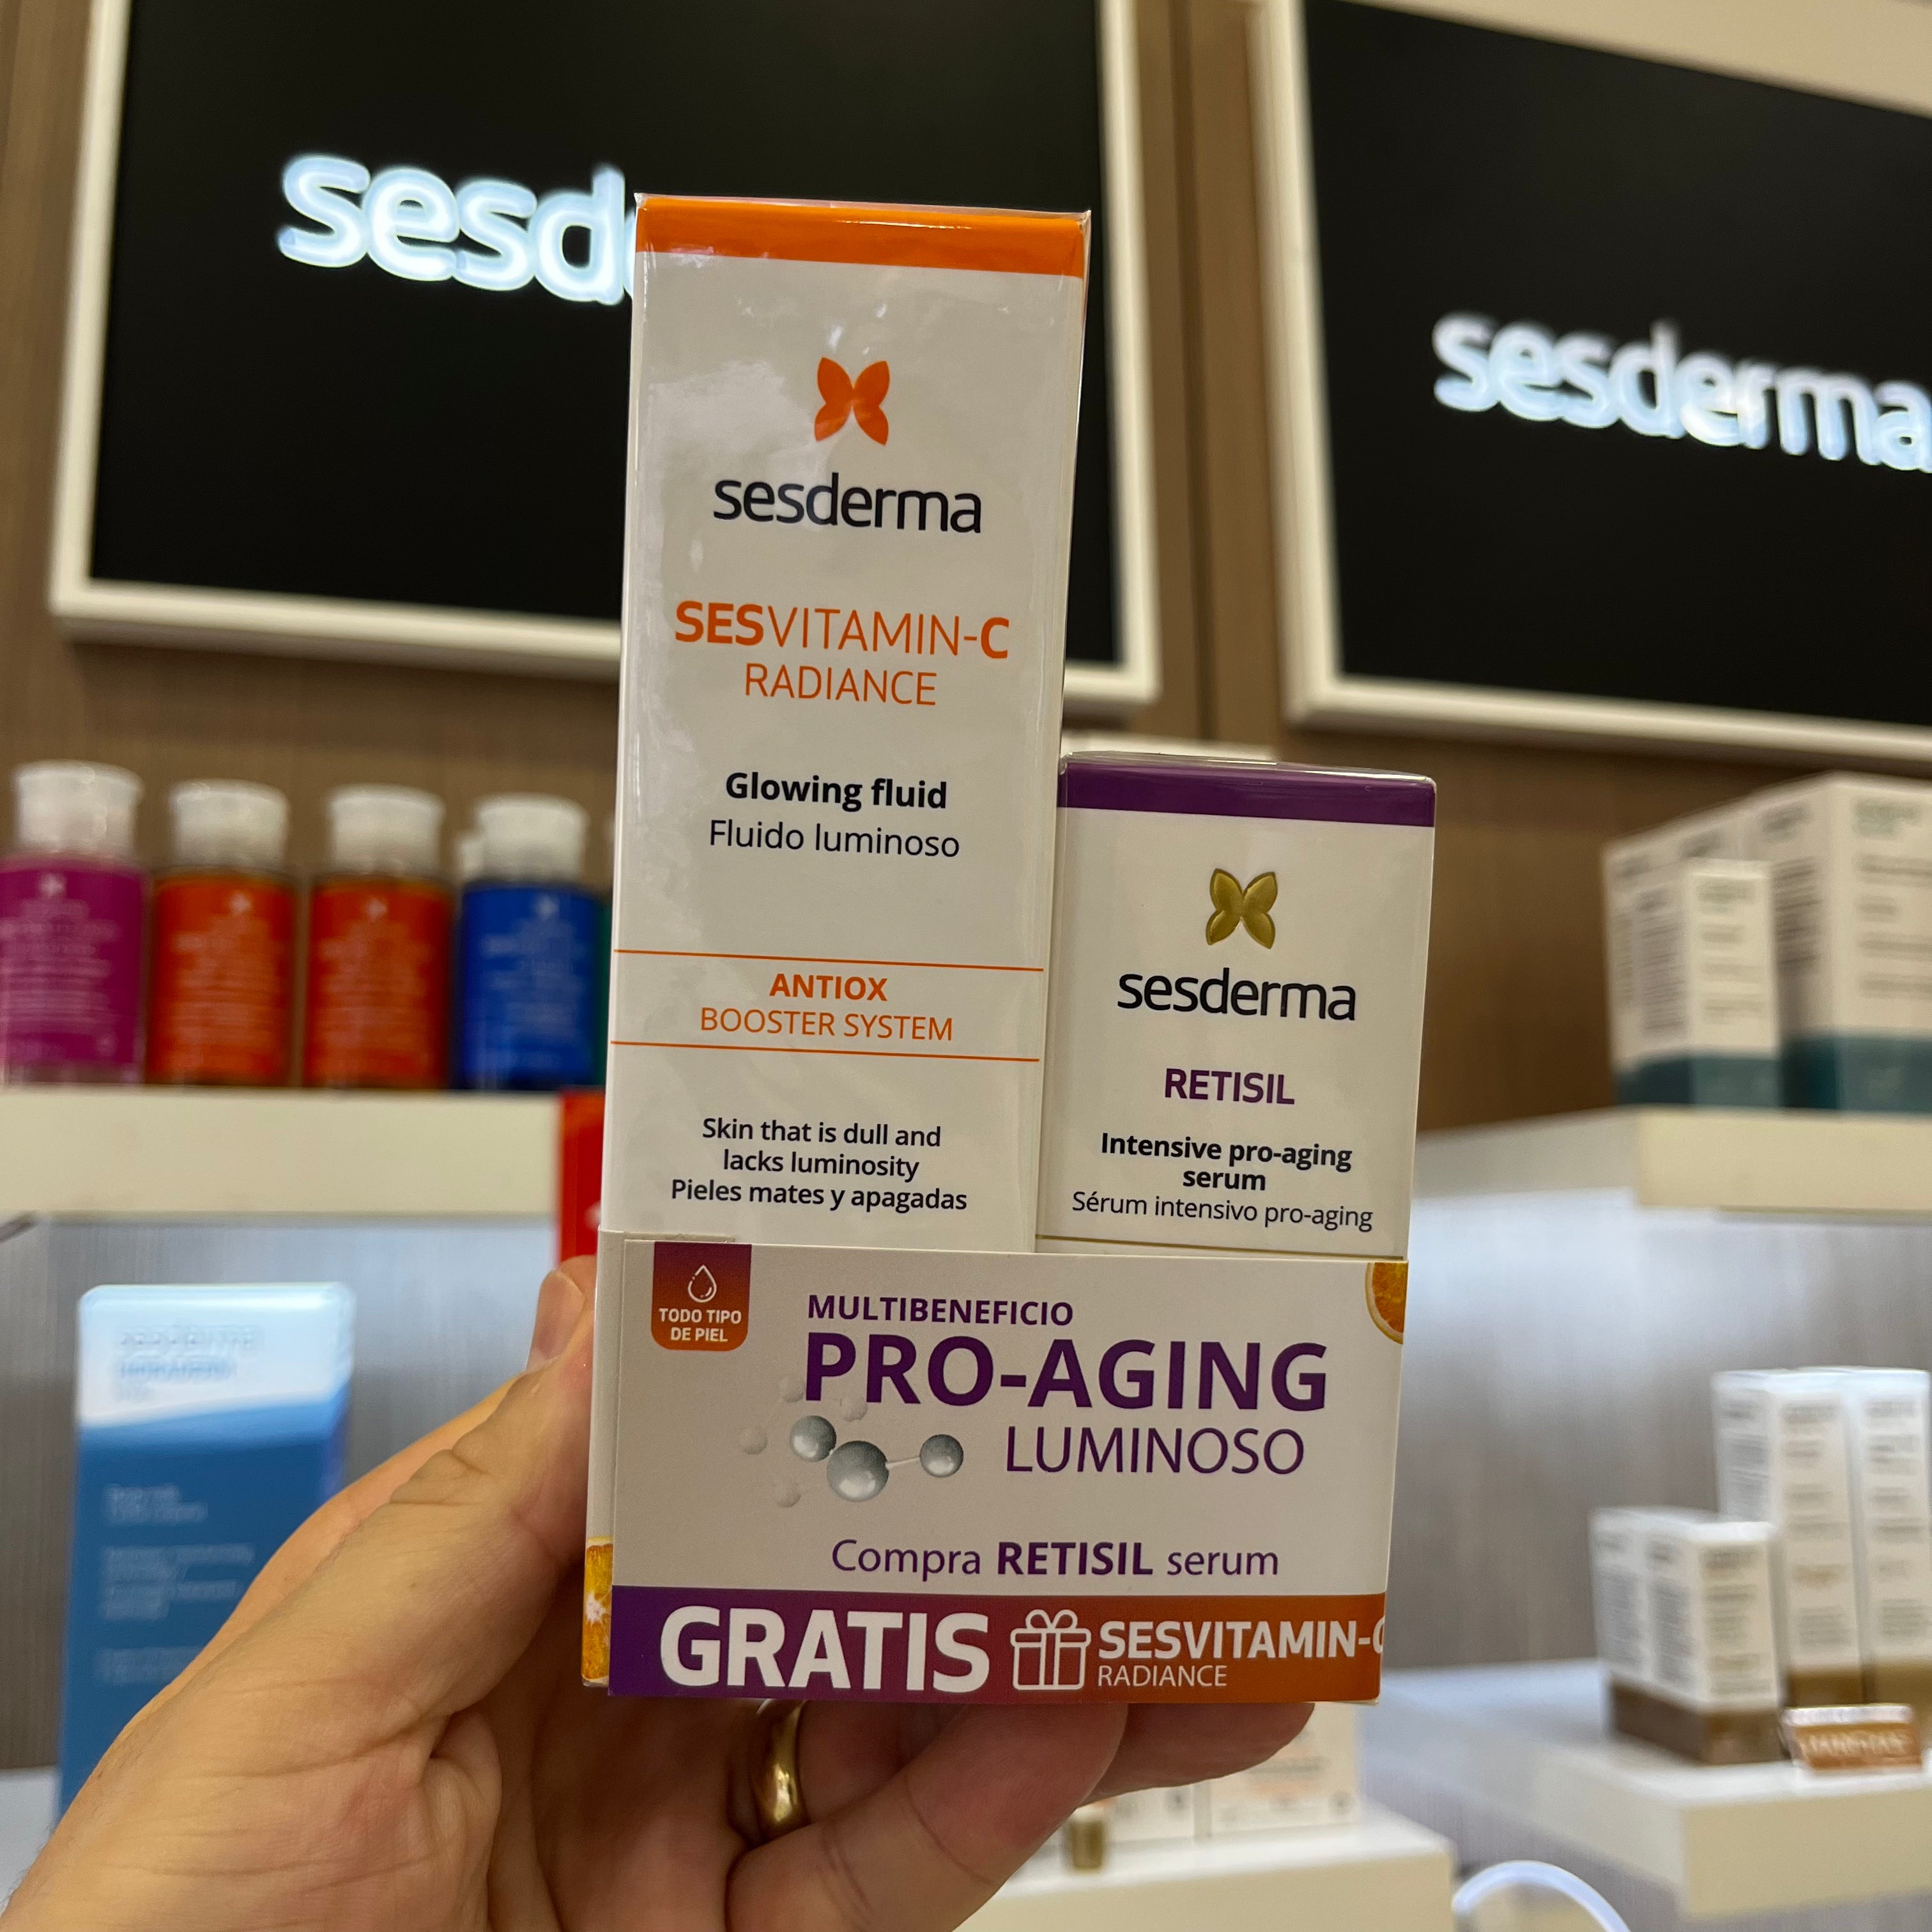 sesd
sesderma
sesderma
SESVITAMIN-C
RADIANCE
Glowing fluid
Fluido luminoso
ANTIOX
BOOSTER SYSTEM
Skin that is dull and
lacks luminosity
Pieles mates y apagadas
sesderma
RETISIL
Intensive pro-aging
serum
Sérum intensivo pro-aging
TODO TIPO
DE PIEL
MULTIBENEFICIO
PRO-AGING
LUMINOSO
Compra RETISIL serum
GRATIS SESVITAMIN-C
RADIANCE